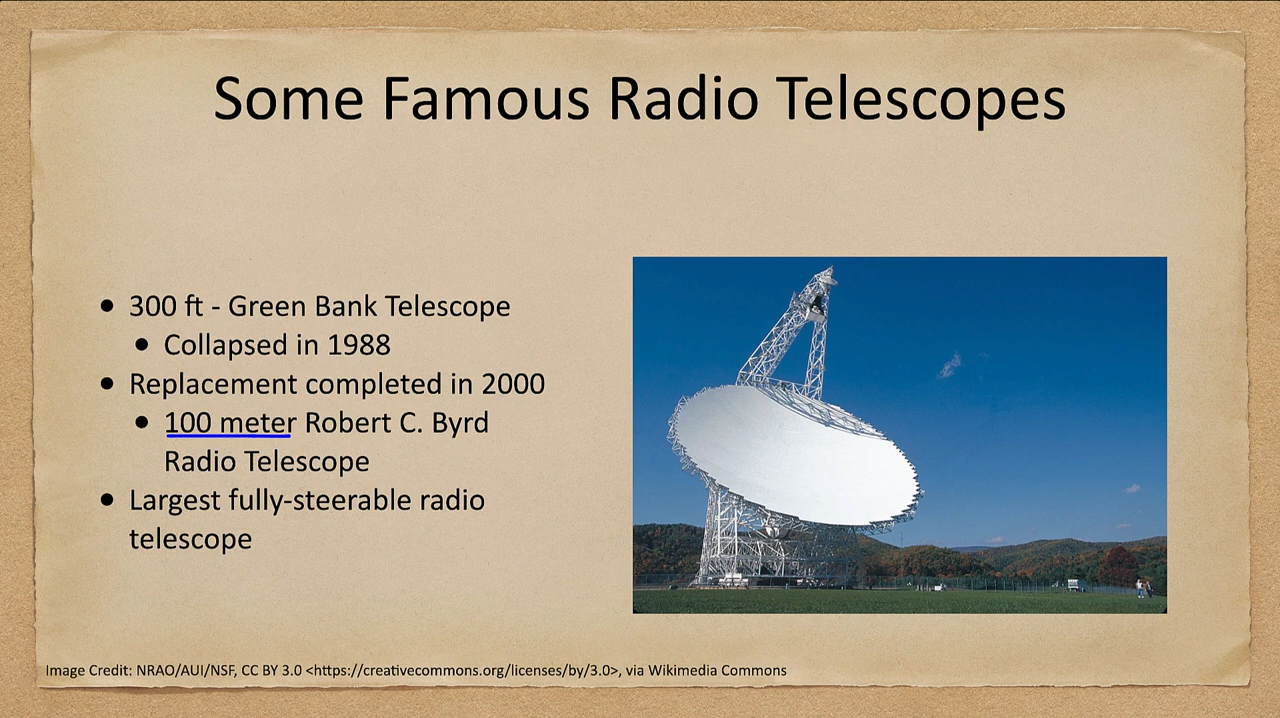 Some Famous Radio Telescopes
• 300 ft - Green Bank Telescope
• Collapsed in 1988
• Replacement completed in 2000
• 100 meter Robert C. Byrd
Radio Telescope
• Largest fully-steerable radio
telescope
Image Credit: NRAO/AUI/NSF, CC BY 3.0 <https://creativecommons.org/licenses/by/3.0>, via Wikimedia Commons